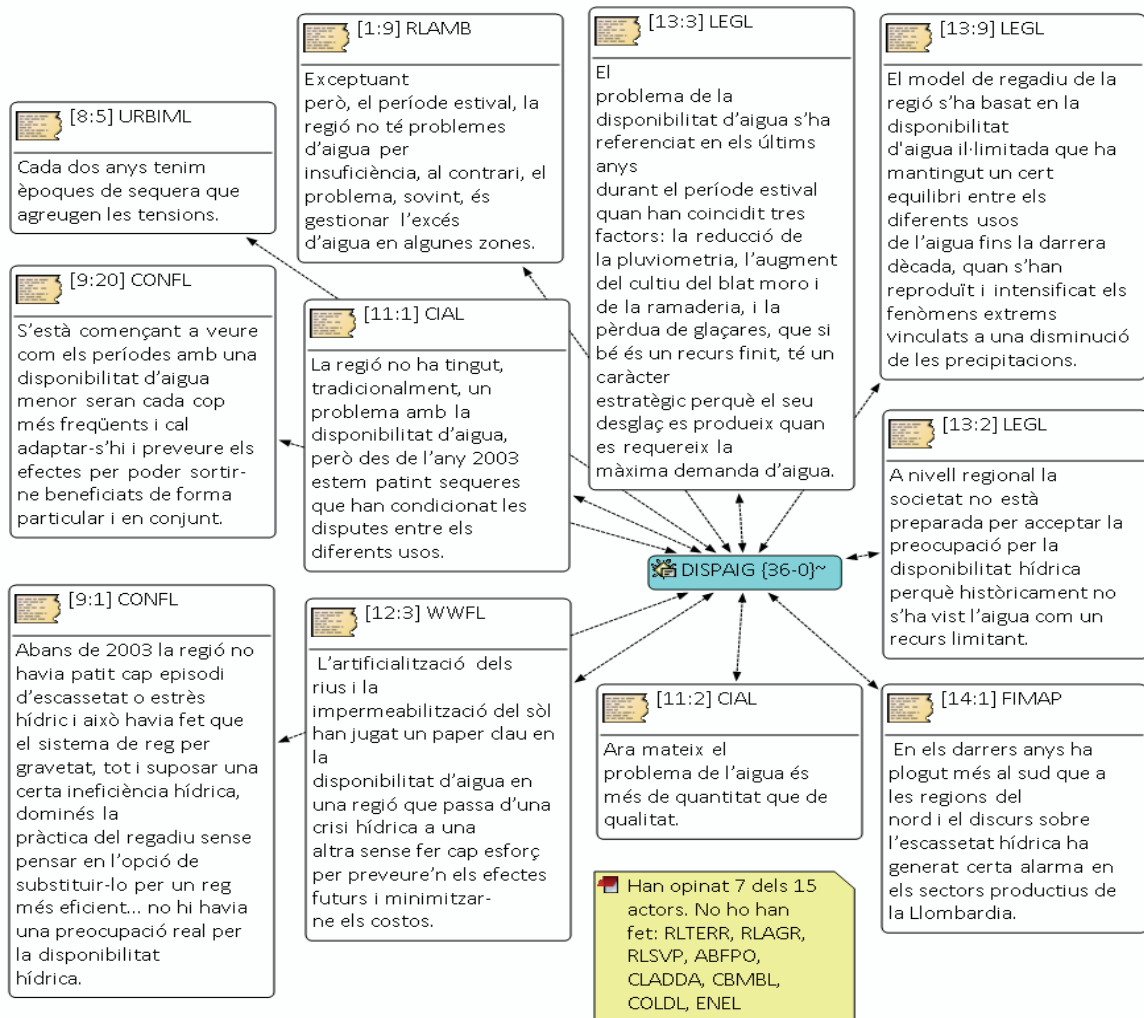 [1:9] RLAMB
Exceptuant
però, el període estival, la
regió no té problemes
d'aigua per
insuficiència, al contrari, el
problema, sovint, és
gestionar l'excés
d'aigua en algunes zones.
[13:3] LEGL
El
problema de la
disponibilitat d'aigua s'ha
referenciat en els últims
anys
durant el període estival
quan han coincidit tres
factors: la reducció de
la pluviometria, l'augment
del cultiu del blat moro i
de la ramaderia, i la
pèrdua de glaçares, que si
bé és un recurs finit, té un
caràcter
estratègic perquè el seu
desglaç es produeix quan
es requereix la
màxima demanda d'aigua.
[13:9] LEGL
El model de regadiu de la
regió s'ha basat en la
disponibilitat
d'aigua il·limitada que ha
mantingut un cert
equilibri entre els
diferents usos
de l'aigua fins la darrera
dècada, quan s'han
reproduït i intensificat els
fenòmens extrems
vinculats a una disminució
de les precipitacions.
[8:5] URBIML
Cada dos anys tenim
èpoques de sequera que
agreugen les tensions.
[9:20] CONFL
S'està començant a veure
com els períodes amb una
disponibilitat d'aigua
menor seran cada cop
més freqüents i cal
adaptar-s'hi i preveure els
efectes per poder sortir-
ne beneficiats de forma
particular i en conjunt.
[11:1] CIAL
La regió no ha tingut,
tradicionalment, un
problema amb la
disponibilitat d'aigua,
però des de l'any 2003
estem patint sequeres
que han condicionat les
disputes entre els
diferents usos.
[13:2] LEGL
A nivell regional la
societat no està
preparada per acceptar la
preocupació per la
disponibilitat hídrica
perquè històricament no
s'ha vist l'aigua com un
recurs limitant.
DISPAIG {36-0}~
[9:1] CONFL
Abans de 2003 la regió no
havia patit cap episodi
d'escassetat o estrès
hídric i això havia fet que
el sistema de reg per
gravetat, tot i suposar una
certa ineficiència hídrica,
dominés la
pràctica del regadiu sense
pensar en l'opció de
substituir-lo per un reg
més eficient... no hi havia
una preocupació real per
la disponibilitat
hídrica.
[12:3] WWFL
L'artificialització dels
rius i la
impermeabilització del sòl
han jugat un paper clau en
la
disponibilitat d'aigua en
una regió que passa d'una
crisi hídrica a una
altra sense fer cap esforç
per preveure'n els efectes
futurs i minimitzar-
ne els costos.
[11:2] CIAL
Ara mateix el
problema de l'aigua és
més de quantitat que de
qualitat.
[14:1] FIMAP
En els darrers anys ha
plogut més al sud que a
les regions del
nord i el discurs sobre
l'escassetat hídrica ha
generat certa alarma en
els sectors productius de
la Llombardia.
Han opinat 7 dels 15
actors. No ho han
fet: RLTERR, RLAGR,
RLSVP, ABFPO,
CLADDA, CBMBL,
COLDL, ENEL